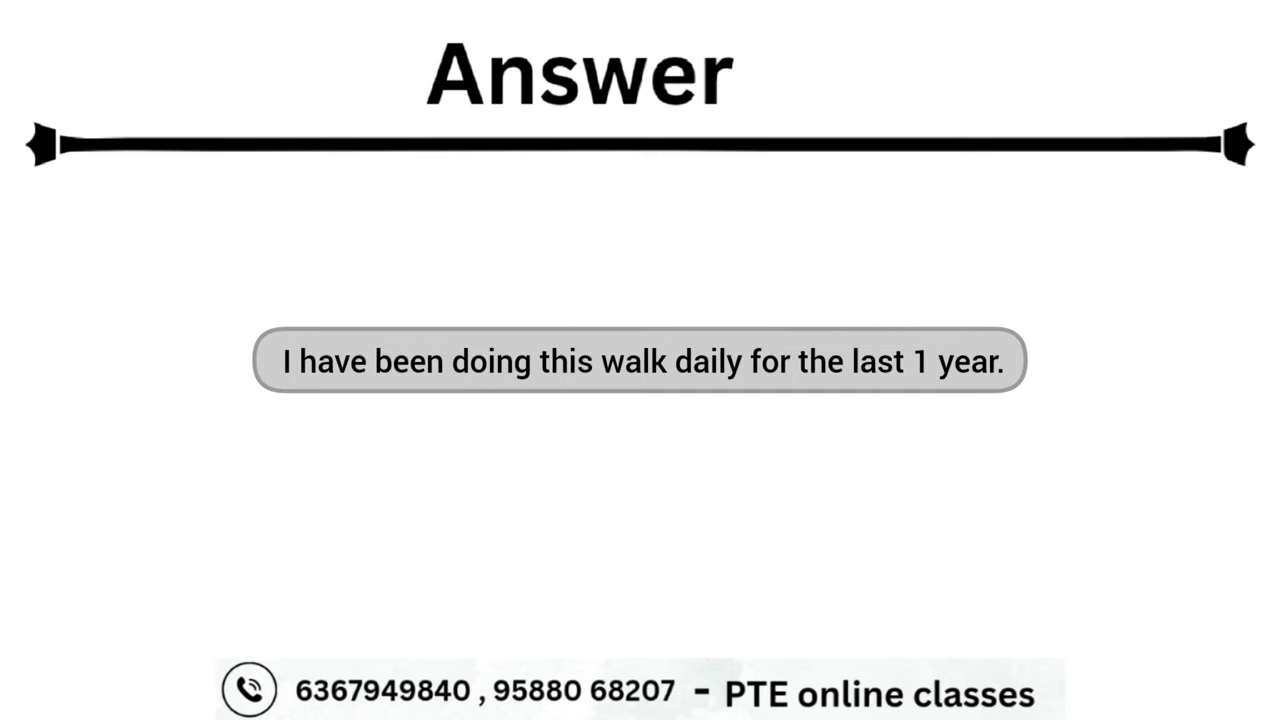 Answer
I have been doing this walk daily for the last 1 year.
6367949840 , 95880 68207 - PTE online classes